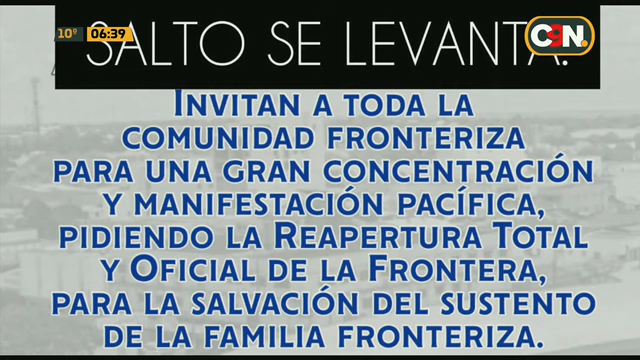 10º 06:39
SALTO SE LEVANTA.
C9N.
INVITAN A TODA LA
COMUNIDAD FRONTERIZA
PARA UNA GRAN CONCENTRACIÓN
Y MANIFESTACIÓN PACÍFICA,
PIDIENDO LA REAPERTURA TOTAL
Y OFICIAL DE LA FRONTERA,
PARA LA SALVACIÓN DEL SUSTENTO
DE LA FAMILIA FRONTERIZA.